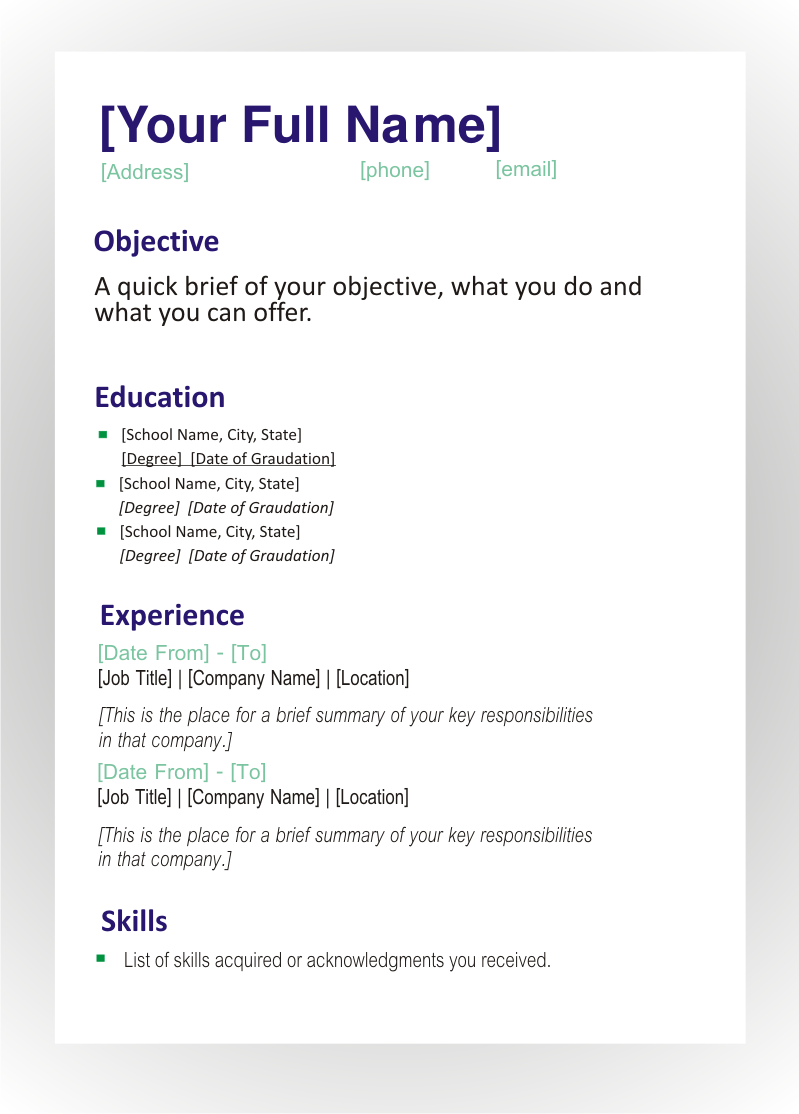 [Your Full Name]
[Address] [phone] [email]
Objective
A quick brief of your objective, what you do and
what you can offer.
Education
[School Name, City, State]
[Degree] [Date of Graudation]
[School Name, City, State]
[Degree] [Date of Graudation]
[School Name, City, State]
[Degree] [Date of Graudation]
Experience
[Date From] - [To]
[Job Title] | [Company Name] | [Location]
[This is the place for a brief summary of your key responsibilities
in that company.]
[Date From] - [To]
[Job Title] | [Company Name] | [Location]
[This is the place for a brief summary of your key responsibilities
in that company.]
Skills
List of skills acquired or acknowledgments you received.